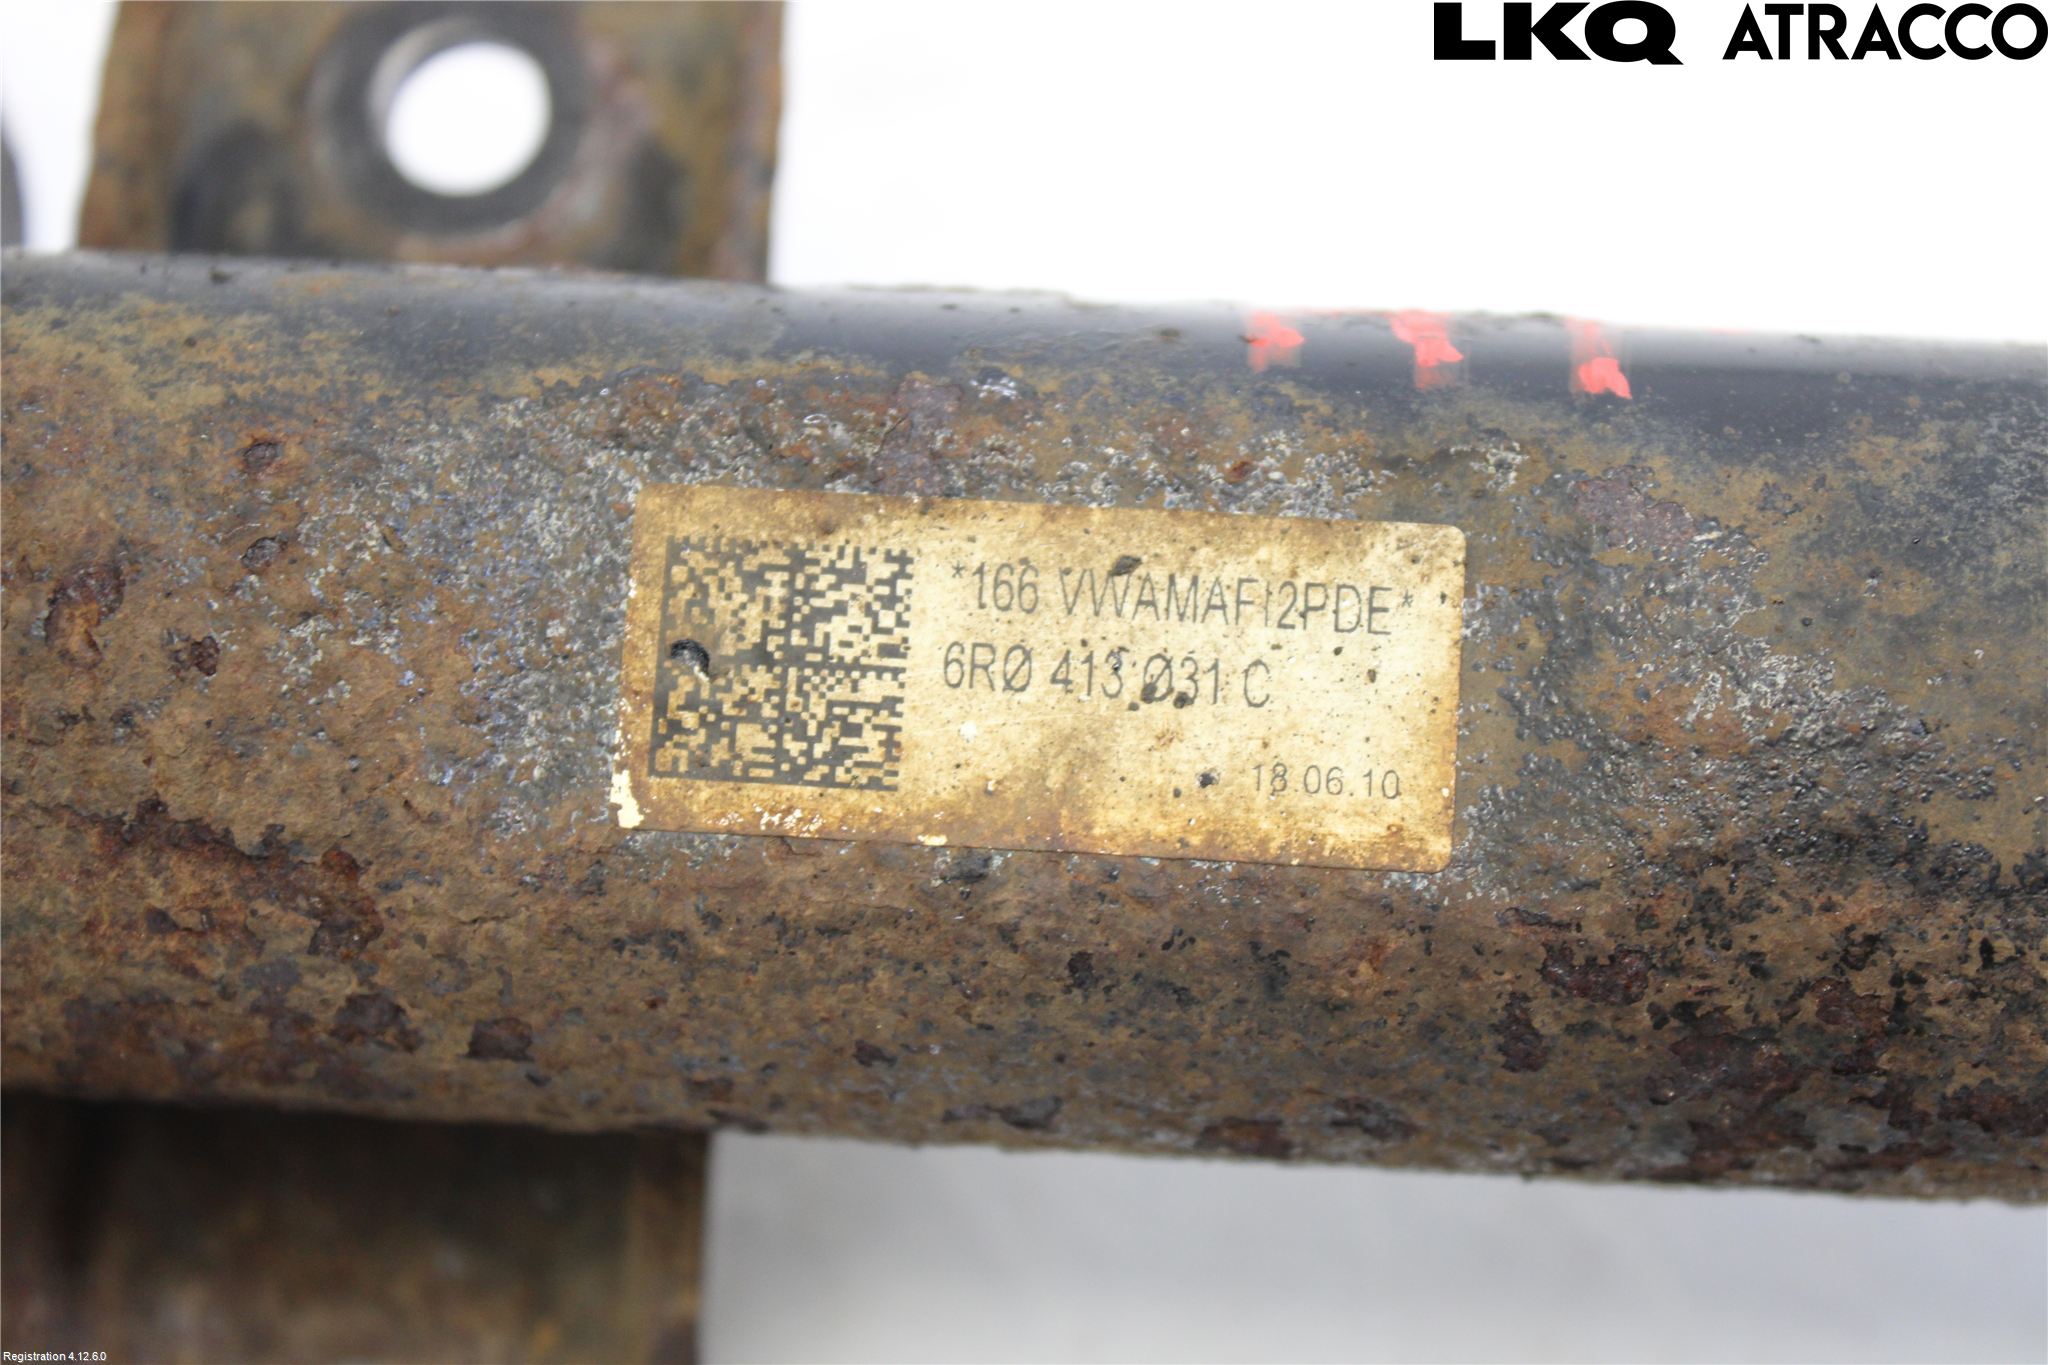 LKQ ATRACCO
*166 VWAMAFI2PDE*
6RØ 413 Ø31 C
18.06.10
Registration 4.12.6.0